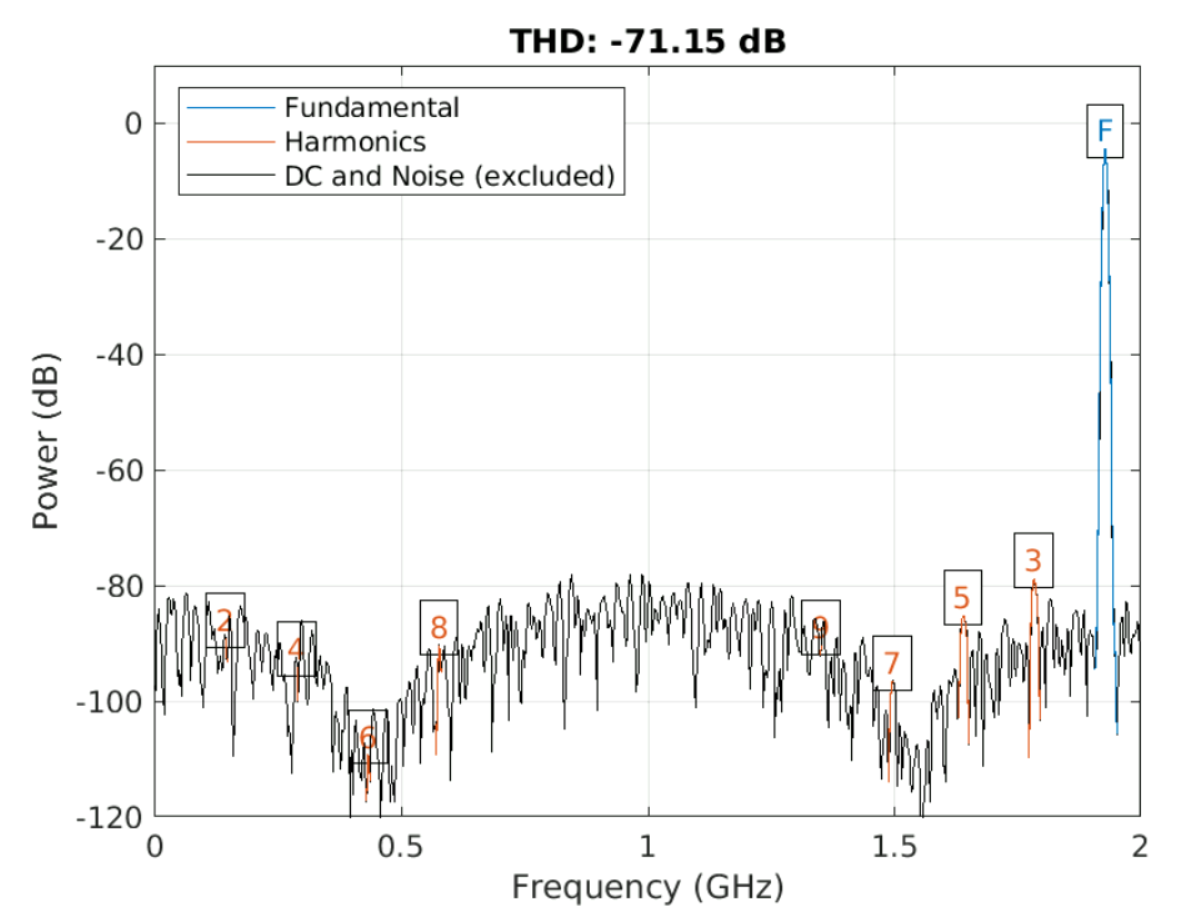 THD: -71.15 dB
Fundamental
Harmonics
DC and Noise (excluded)
F
0
-20
-40
-60
-80
-100
-120
Power (dB)
2
4
6
8
9
7
5
3
0
0.5
1
1.5
2
Frequency (GHz)